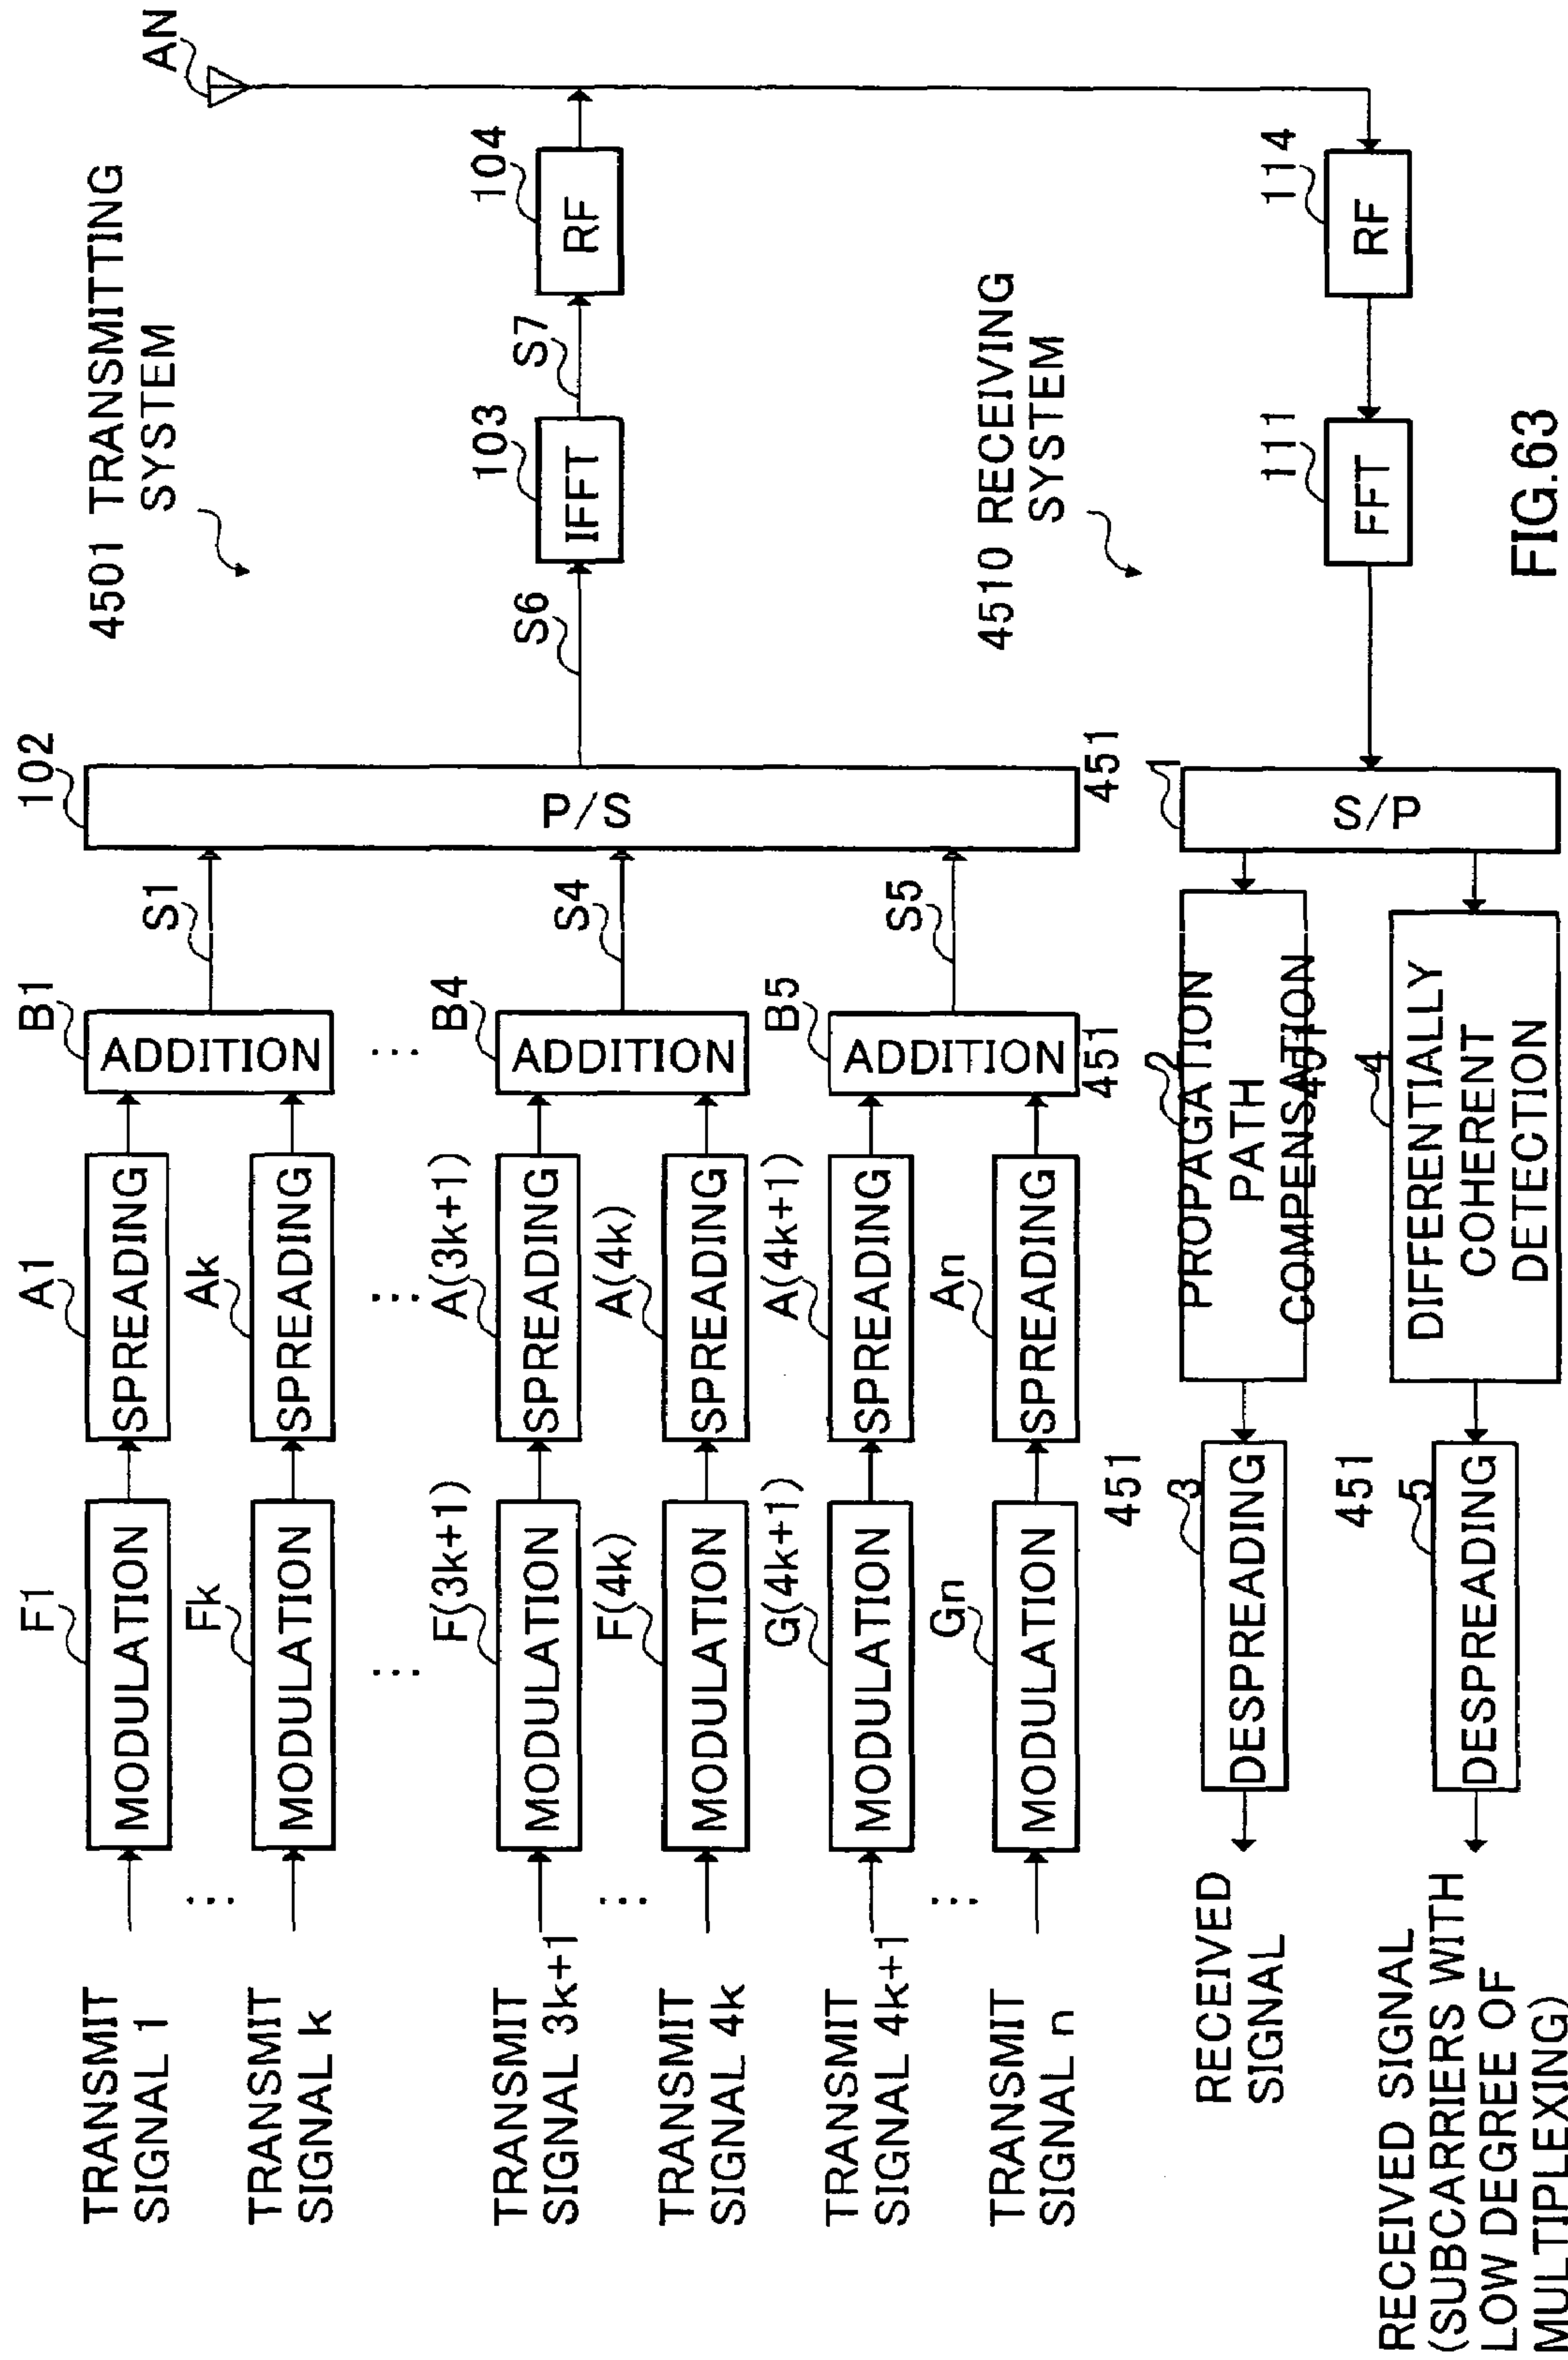 4501 TRANSMITTING
SYSTEM
AN
TRANSMIT
SIGNAL 1
F1
MODULATION
A1
SPREADING
B1
ADDITION
S1
102
P/S
...
TRANSMIT
SIGNAL k
Fk
MODULATION
Ak
SPREADING
...
...
...
TRANSMIT
SIGNAL 3k+1
F(3k+1)
MODULATION
A(3k+1)
SPREADING
B4
ADDITION
S4
S6
103
IFFT
S7
104
RF
...
TRANSMIT
SIGNAL 4k
F(4k)
MODULATION
A(4k)
SPREADING
TRANSMIT
SIGNAL 4k+1
G(4k+1)
MODULATION
A(4k+1)
SPREADING
B5
ADDITION
S5
...
TRANSMIT
SIGNAL n
Gn
MODULATION
An
SPREADING
4510 RECEIVING
SYSTEM
RECEIVED
SIGNAL
451
3
DESPREADING
451
2
PROPAGATION
PATH
COMPENSATION
451
1
S/P
111
FFT
114
RF
RECEIVED SIGNAL
(SUBCARRIERS WITH
LOW DEGREE OF
MULTIPLEXING)
451
5
DESPREADING
451
4
DIFFERENTIALLY
COHERENT
DETECTION
FIG.63